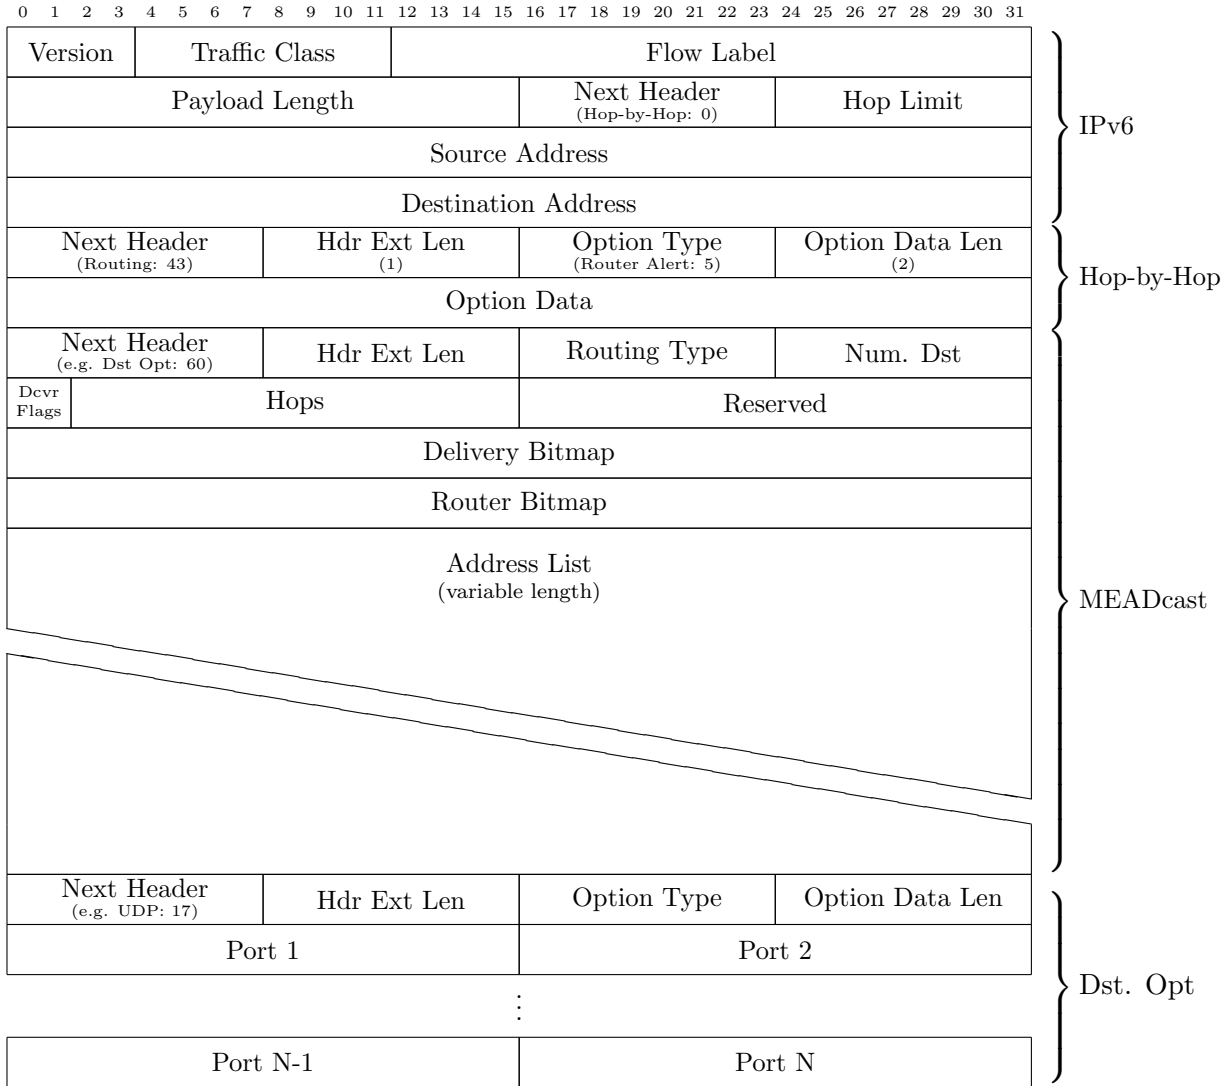 0 1 2 3 4 5 6 7 8 9 10 11 12 13 14 15 16 17 18 19 20 21 22 23 24 25 26 27 28 29 30 31
Version Traffic Class Flow Label
Payload Length Next Header Hop Limit
(Hop-by-Hop: 0)
IPv6
Source Address
Destination Address
Next Header Hdr Ext Len Option Type Option Data Len
(Routing: 43) (1) (Router Alert: 5) (2)
Hop-by-Hop
Option Data
Next Header Hdr Ext Len Routing Type Num. Dst
(e.g. Dst Opt: 60)
Dcvr
Flags
Hops Reserved
Delivery Bitmap
Router Bitmap
Address List
(variable length)
MEADcast
Next Header Hdr Ext Len Option Type Option Data Len
(e.g. UDP: 17)
Port 1 Port 2
Dst. Opt
⋮
Port N-1 Port N